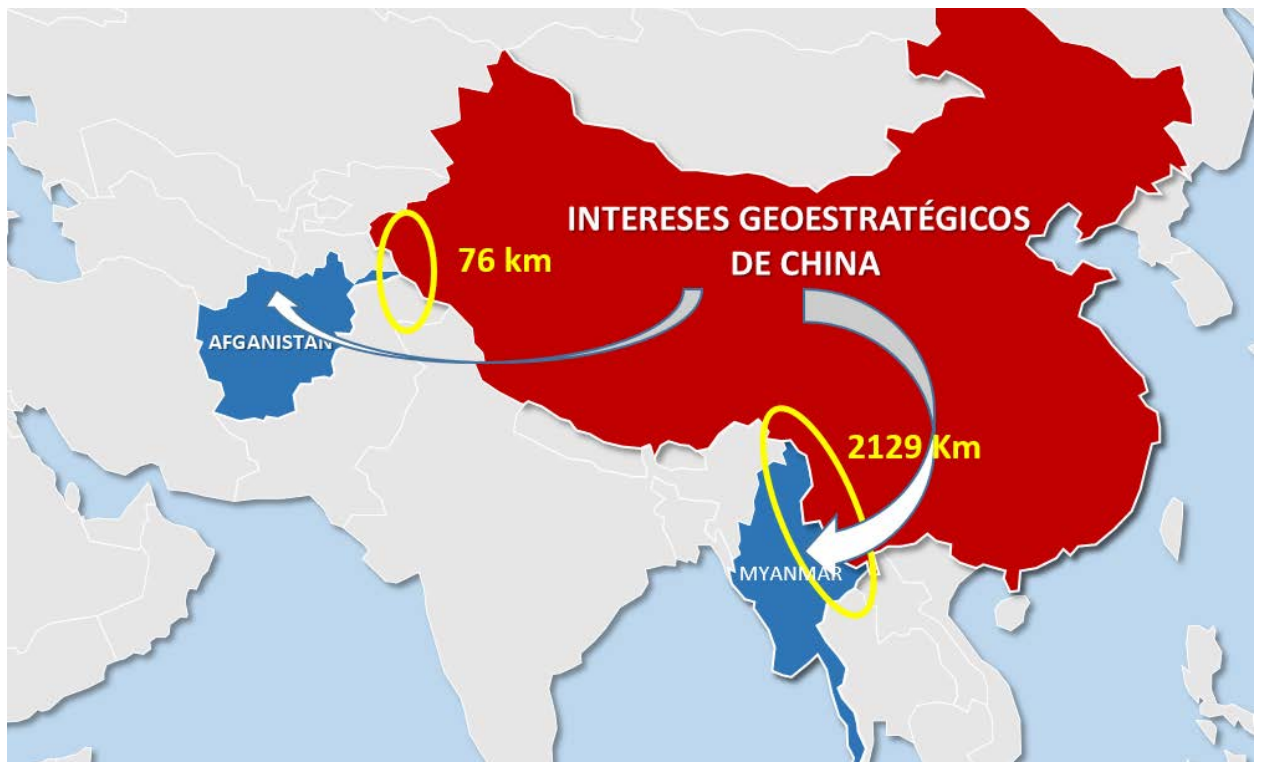 INTERESES GEOESTRATÉGICOS
DE CHINA
76 km
AFGANISTAN
2129 Km
MYANMAR